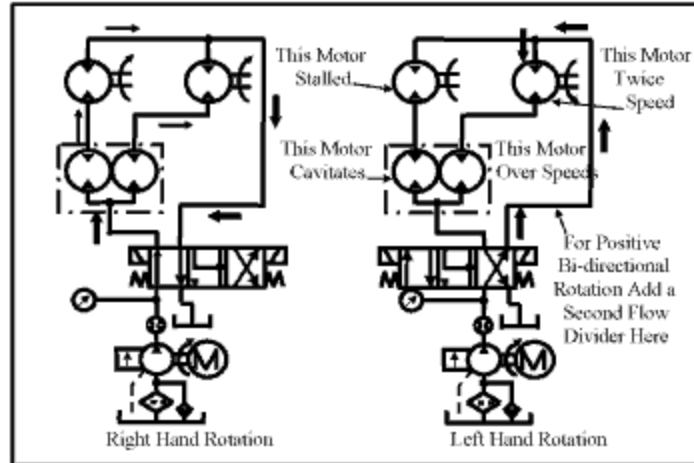 This Motor
Stalled
This Motor
Twice
Speed
This Motor
Cavitates
This Motor
Over Speeds
For Positive
Bi-directional
Rotation Add a
Second Flow
Divider Here
M
M
Right Hand Rotation
Left Hand Rotation